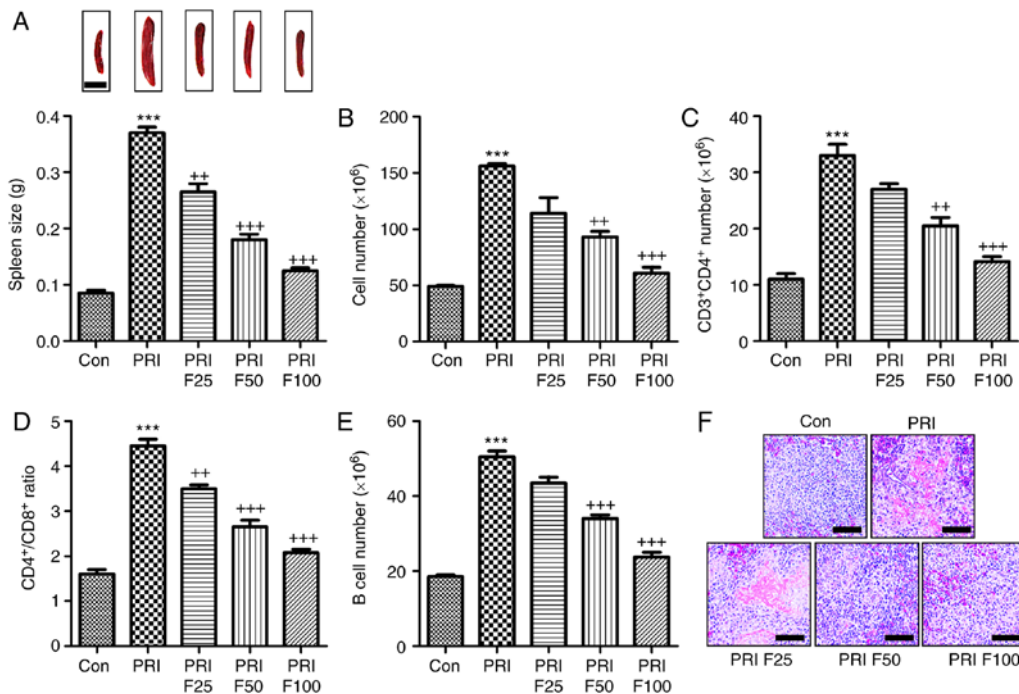 A
Spleen size (g)
0.4
0.3
0.2
0.1
0.0
***
++
+++
+++
Con
PRI
PRI
F25
PRI
F50
PRI
F100
B
Cell number (×10⁶)
200
150
100
50
0
***
++
+++
Con
PRI
PRI
F25
PRI
F50
PRI
F100
C
CD3⁺CD4⁺ number (×10⁶)
40
30
20
10
0
***
++
+++
Con
PRI
PRI
F25
PRI
F50
PRI
F100
D
CD4⁺/CD8⁺ ratio
5
4
3
2
1
0
***
++
+++
+++
Con
PRI
PRI
F25
PRI
F50
PRI
F100
E
B cell number (×10⁶)
60
40
20
0
***
+++
+++
Con
PRI
PRI
F25
PRI
F50
PRI
F100
F
Con
PRI
PRI F25
PRI F50
PRI F100